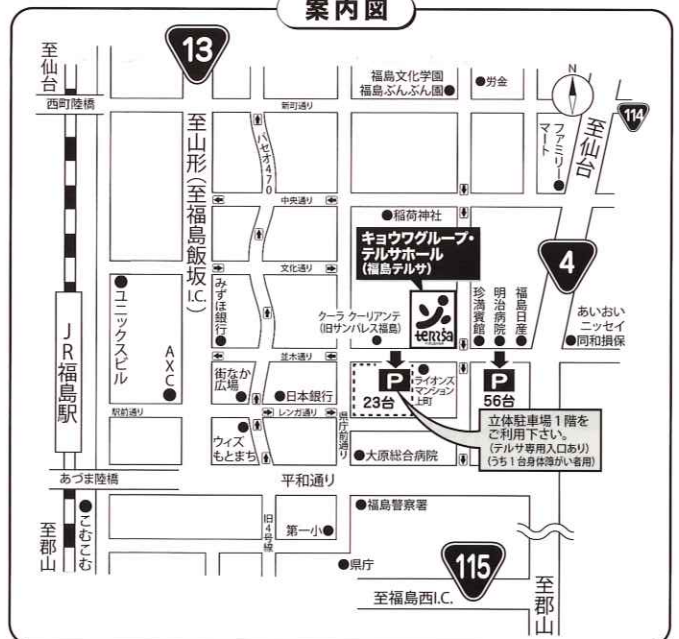 案内図
13
至仙台
西町陸橋
新町通り
福島文化学園
福島ぶんぶん園
労金
N
114
至仙台
ファミリー
マート
至山形(至福島飯坂I.C.)
パセオ470
中央通り
稲荷神社
キョウワグループ・
テルサホール
(福島テルサ)
terrsa
4
文化通り
みずほ銀行
クーラ クーリアンテ
(旧サンパレス福島)
珍満賓館
明治病院
福島日産
あいおい
ニッセイ
同和損保
ユニックスビル
AXC
JR福島駅
並木通り
街なか
広場
日本銀行
P
23台
ライオンズ
マンション
上町
P
56台
駅前通り
レンガ通り
県庁前通り
立体駐車場1階を
ご利用下さい。
(テルサ専用入口あり)
(うち1台身体障がい者用)
ウィズ
もとまち
大原総合病院
あづま陸橋
平和通り
こむこむ
至郡山
旧4号線
第一小
福島警察署
県庁
115
至福島西I.C.
至郡山